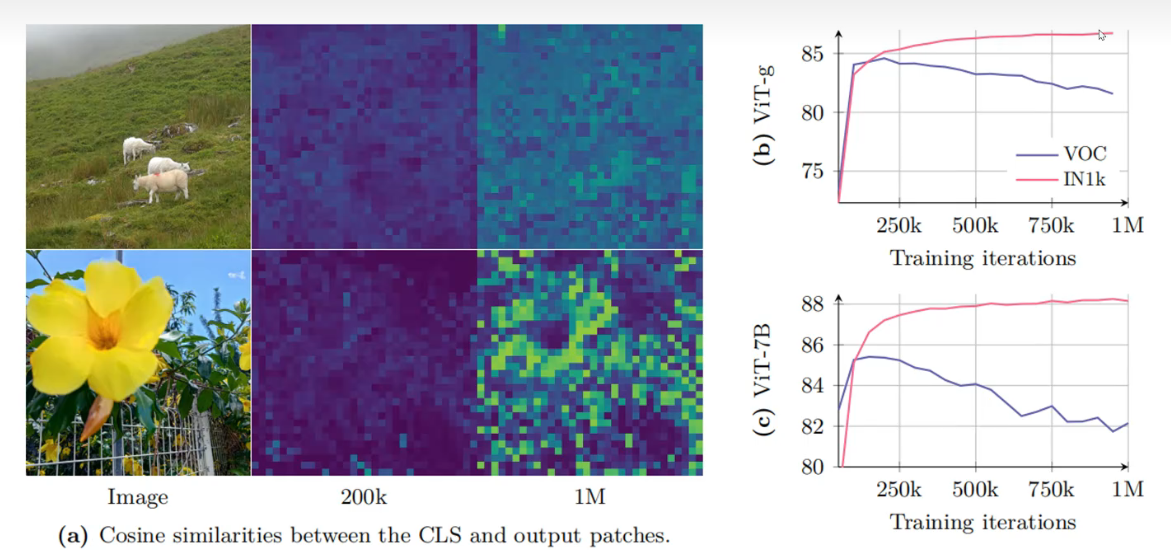 Image
200k
1M
(a) Cosine similarities between the CLS and output patches.
(b) ViT-g
85
80
75
VOC
IN1k
250k 500k 750k 1M
Training iterations
(c) ViT-7B
88
86
84
82
80
250k 500k 750k 1M
Training iterations